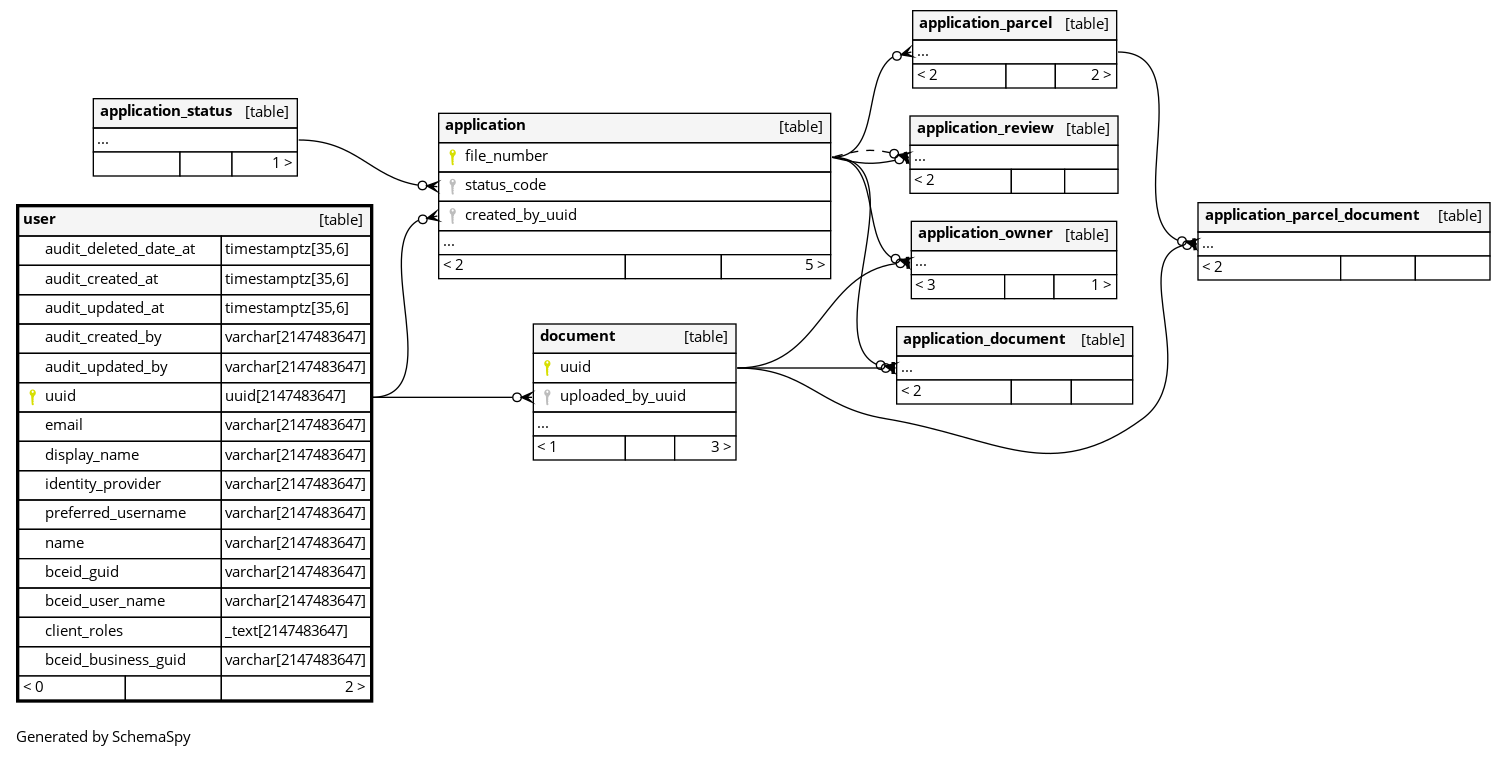 application_status [table]
...
1 >
user [table]
audit_deleted_date_at timestamptz[35,6]
audit_created_at timestamptz[35,6]
audit_updated_at timestamptz[35,6]
audit_created_by varchar[2147483647]
audit_updated_by varchar[2147483647]
uuid uuid[2147483647]
email varchar[2147483647]
display_name varchar[2147483647]
identity_provider varchar[2147483647]
preferred_username varchar[2147483647]
name varchar[2147483647]
bceid_guid varchar[2147483647]
bceid_user_name varchar[2147483647]
client_roles _text[2147483647]
bceid_business_guid varchar[2147483647]
< 0 2 >
application [table]
file_number
status_code
created_by_uuid
...
< 2 5 >
document [table]
uuid
uploaded_by_uuid
...
< 1 3 >
application_parcel [table]
...
< 2 2 >
application_review [table]
...
< 2
application_owner [table]
...
< 3 1 >
application_document [table]
...
< 2
application_parcel_document [table]
...
< 2
Generated by SchemaSpy